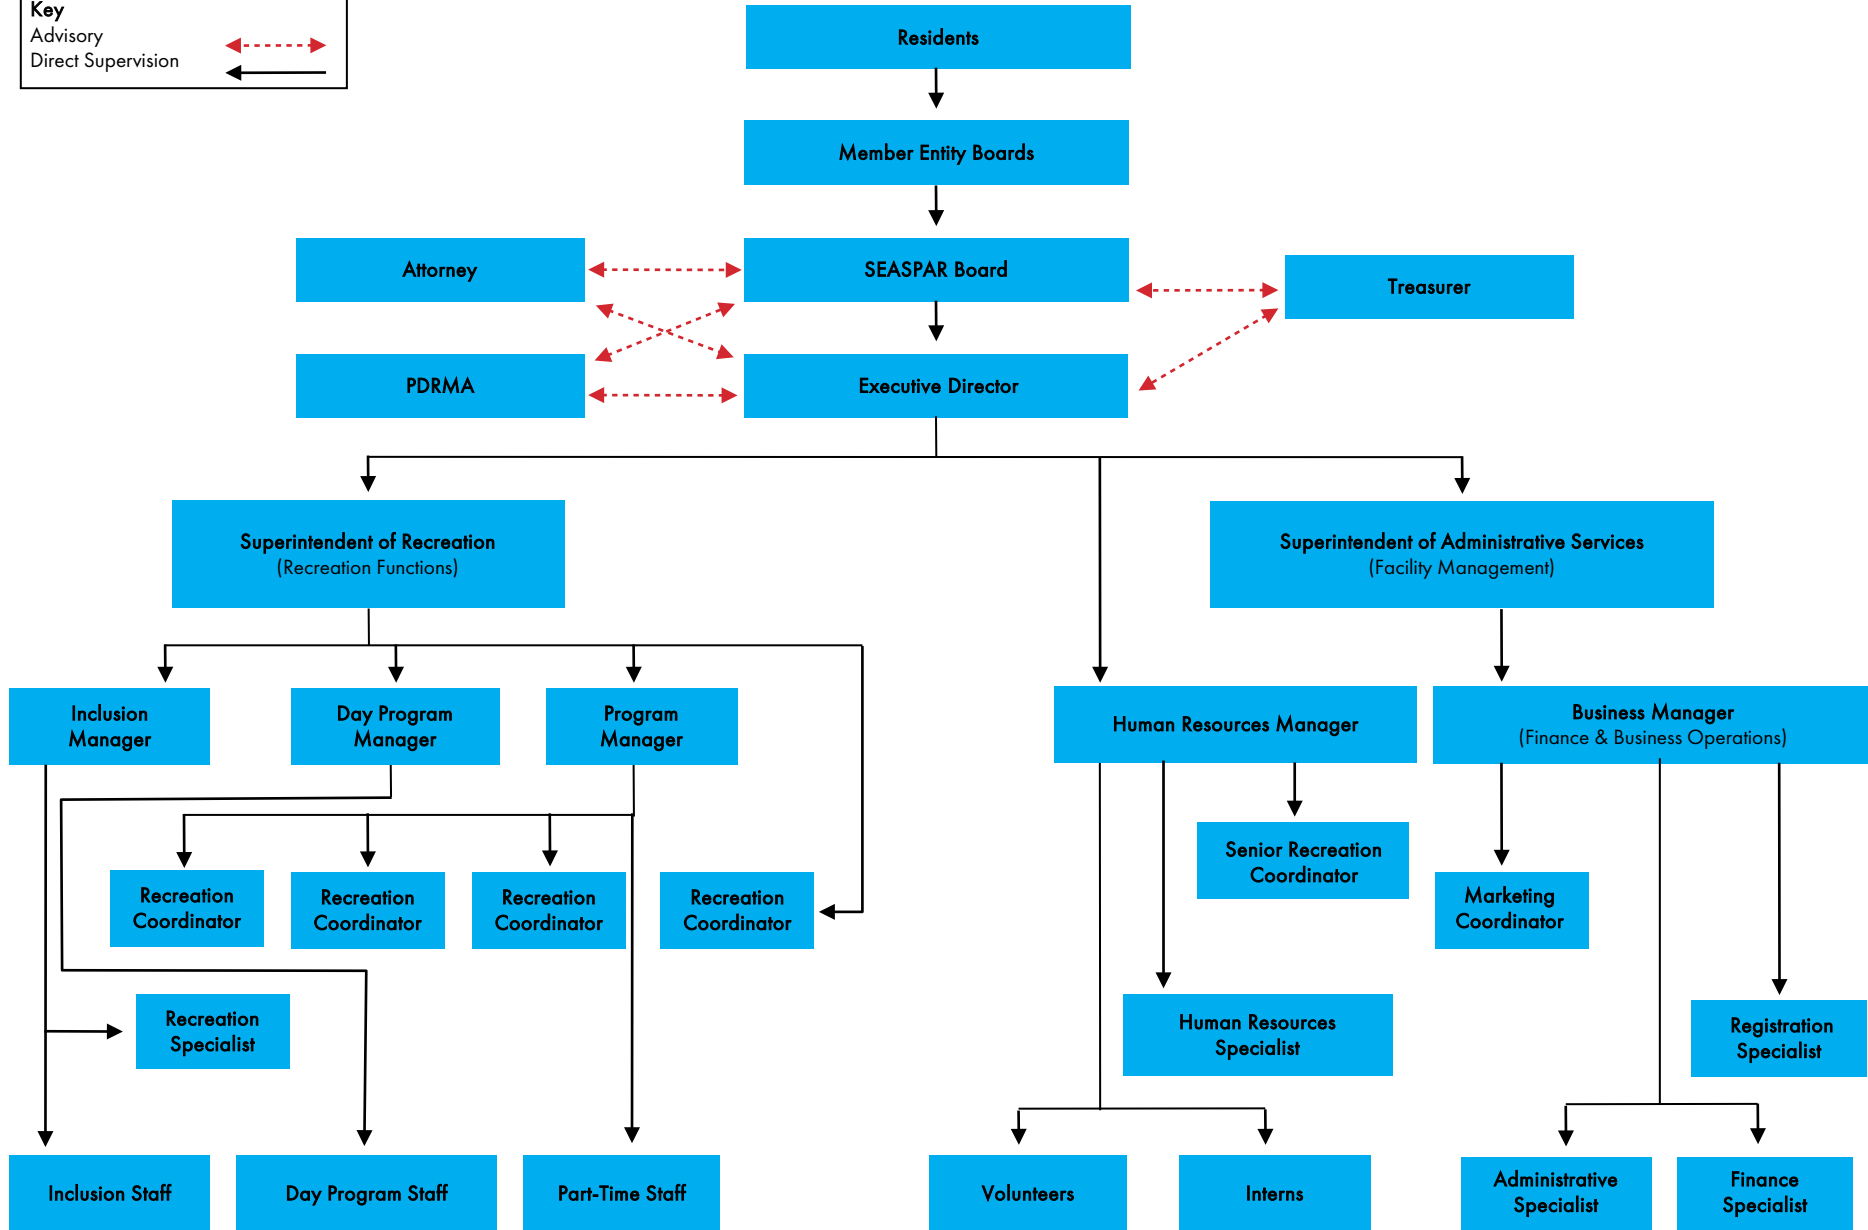 Key
Advisory
Direct Supervision
Residents
Member Entity Boards
Attorney
SEASPAR Board
Treasurer
PDRMA
Executive Director
Superintendent of Recreation
(Recreation Functions)
Superintendent of Administrative Services
(Facility Management)
Inclusion
Manager
Day Program
Manager
Program
Manager
Human Resources Manager
Business Manager
(Finance & Business Operations)
Senior Recreation
Coordinator
Recreation
Coordinator
Recreation
Coordinator
Recreation
Coordinator
Recreation
Coordinator
Marketing
Coordinator
Recreation
Specialist
Human Resources
Specialist
Registration
Specialist
Inclusion Staff
Day Program Staff
Part-Time Staff
Volunteers
Interns
Administrative
Specialist
Finance
Specialist